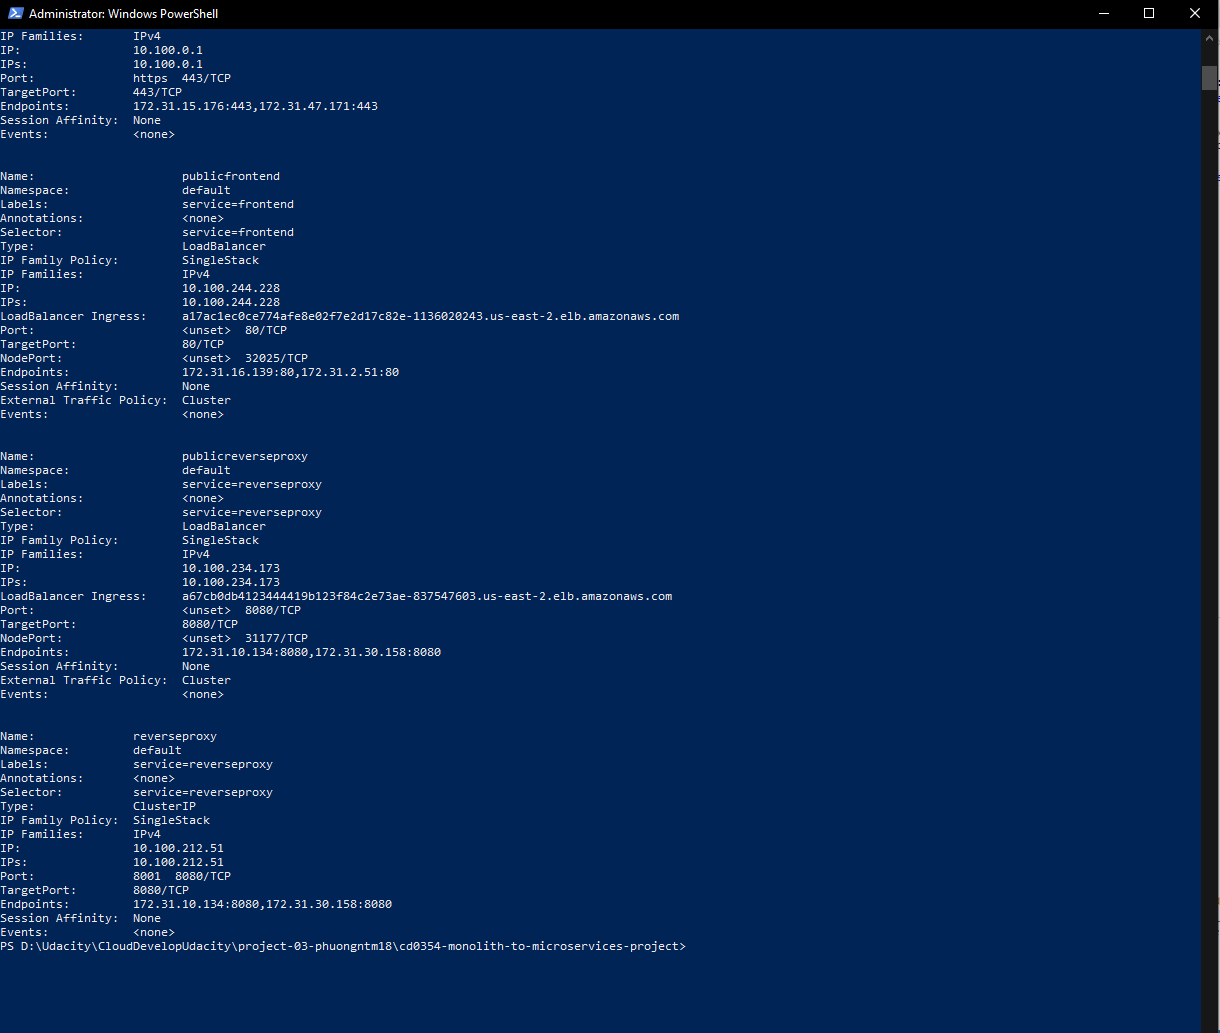 Administrator: Windows PowerShell
IP Families:       IPv4
IP:                10.100.0.1
IPs:               10.100.0.1
Port:              https  443/TCP
TargetPort:        443/TCP
Endpoints:         172.31.15.176:443,172.31.47.171:443
Session Affinity:  None
Events:            <none>
Name:                     publicfrontend
Namespace:                default
Labels:                   service=frontend
Annotations:              <none>
Selector:                 service=frontend
Type:                     LoadBalancer
IP Family Policy:         SingleStack
IP Families:              IPv4
IP:                       10.100.244.228
IPs:                      10.100.244.228
LoadBalancer Ingress:     a17ac1ec0ce774afe8e02f7e2d17c82e-1136020243.us-east-2.elb.amazonaws.com
Port:                     <unset>  80/TCP
TargetPort:               80/TCP
NodePort:                 <unset>  32025/TCP
Endpoints:                172.31.16.139:80,172.31.2.51:80
Session Affinity:         None
External Traffic Policy:  Cluster
Events:                   <none>
Name:                     publicreverseproxy
Namespace:                default
Labels:                   service=reverseproxy
Annotations:              <none>
Selector:                 service=reverseproxy
Type:                     LoadBalancer
IP Family Policy:         SingleStack
IP Families:              IPv4
IP:                       10.100.234.173
IPs:                      10.100.234.173
LoadBalancer Ingress:     a67cb0db4123444419b123f84c2e73ae-837547603.us-east-2.elb.amazonaws.com
Port:                     <unset>  8080/TCP
TargetPort:               8080/TCP
NodePort:                 <unset>  31177/TCP
Endpoints:                172.31.10.134:8080,172.31.30.158:8080
Session Affinity:         None
External Traffic Policy:  Cluster
Events:                   <none>
Name:              reverseproxy
Namespace:         default
Labels:            service=reverseproxy
Annotations:       <none>
Selector:          service=reverseproxy
Type:              ClusterIP
IP Family Policy:  SingleStack
IP Families:       IPv4
IP:                10.100.212.51
IPs:               10.100.212.51
Port:              8001  8080/TCP
TargetPort:        8080/TCP
Endpoints:         172.31.10.134:8080,172.31.30.158:8080
Session Affinity:  None
Events:            <none>
PS D:\Udacity\CloudDevelopUdacity\project-03-phuongntm18\cd0354-monolith-to-microservices-project>